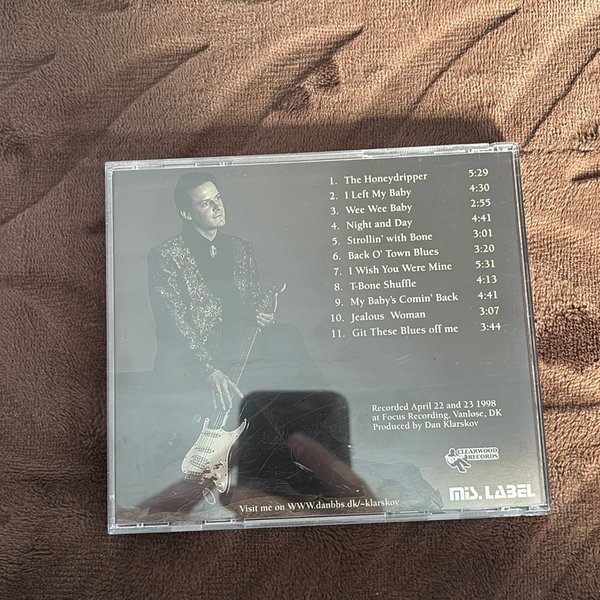 1. The Honeydripper 5:29
2. I Left My Baby 4:30
3. Wee Wee Baby 2:55
4. Night and Day 4:41
5. Strollin' with Bone 3:01
6. Back O' Town Blues 3:20
7. I Wish You Were Mine 5:31
8. T-Bone Shuffle 4:13
9. My Baby's Comin' Back 4:41
10. Jealous Woman 3:07
11. Git These Blues off me 3:44
Recorded April 22 and 23 1998
at Focus Recording, Vanløse, DK
Produced by Dan Klarskov
CLEARWOOD
RECORDS
MiS. LABEL
Visit me on WWW.danbbs.dk/~klarskov